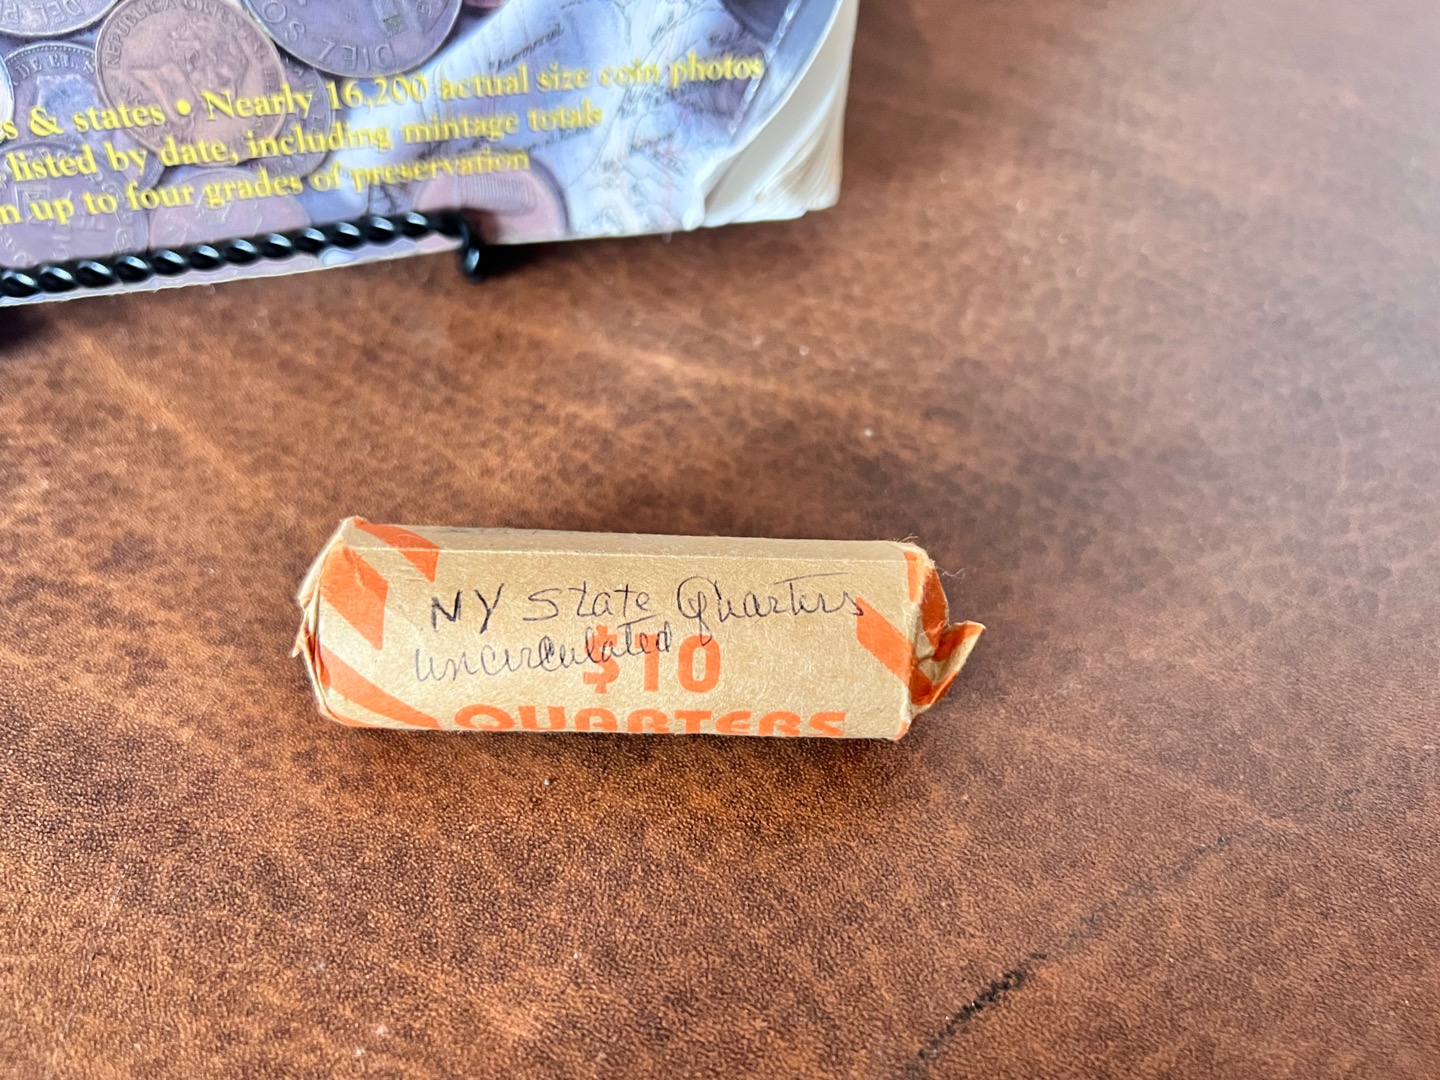 s & states • Nearly 16,200 actual size coin photos
listed by date, including mintage totals
n up to four grades of preservation
NY State Quarters
uncirculated
$10
QUARTERS